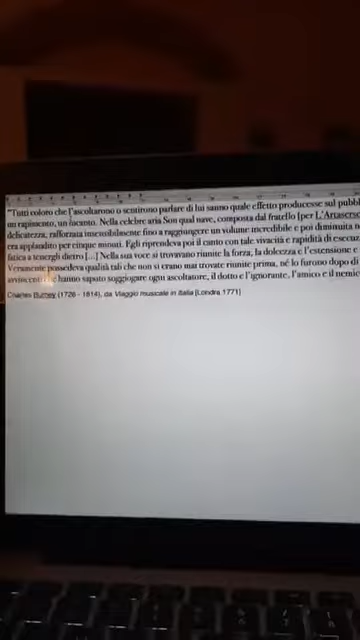 "Tutti coloro che l'ascoltarono o sentirono parlare di lui sanno quale effetto producesse sul pubbl
un rapimento, un incanto. Nella celebre aria Son qual nave, composta dal fratello [per L'Artaserse
delicatezza, rafforzata insensibilmente fino a raggiungere un volume incredibile e poi diminuita n
era applaudito per cinque minuti. Egli riprendeva poi il canto con tale vivacità e rapidità di esecuz
fatica a tenergli dietro [...] Nella sua voce si trovavano riunite la forza, la dolcezza e l'estensione e
Veramente possedeva qualità tali che non si erano mai trovate riunite prima, né lo furono dopo di
hanno saputo soggiogare ogni ascoltatore, il dotto e l'ignorante, l'amico e il nemic
Charles Burney (1726 - 1814), da Viaggio musicale in Italia [Londra 1771]